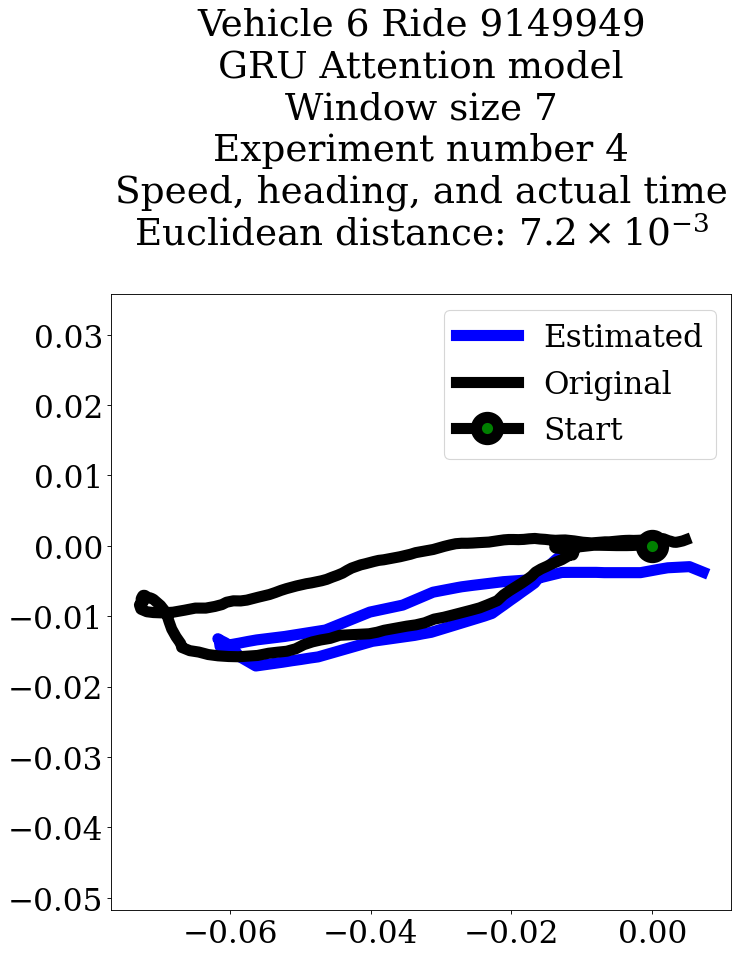 Vehicle 6 Ride 9149949
GRU Attention model
Window size 7
Experiment number 4
Speed, heading, and actual time
Euclidean distance: 7.2 × 10⁻³
Estimated
Original
Start
0.03
0.02
0.01
0.00
−0.01
−0.02
−0.03
−0.04
−0.05
−0.06 −0.04 −0.02 0.00